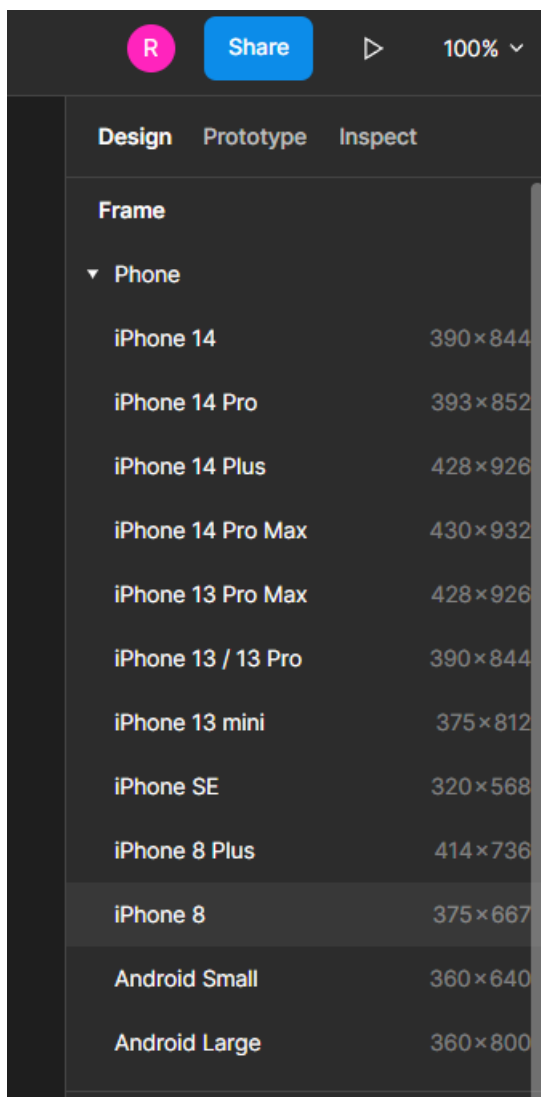 R Share 100%
Design Prototype Inspect
Frame
Phone
iPhone 14 390×844
iPhone 14 Pro 393×852
iPhone 14 Plus 428×926
iPhone 14 Pro Max 430×932
iPhone 13 Pro Max 428×926
iPhone 13 / 13 Pro 390×844
iPhone 13 mini 375×812
iPhone SE 320×568
iPhone 8 Plus 414×736
iPhone 8 375×667
Android Small 360×640
Android Large 360×800